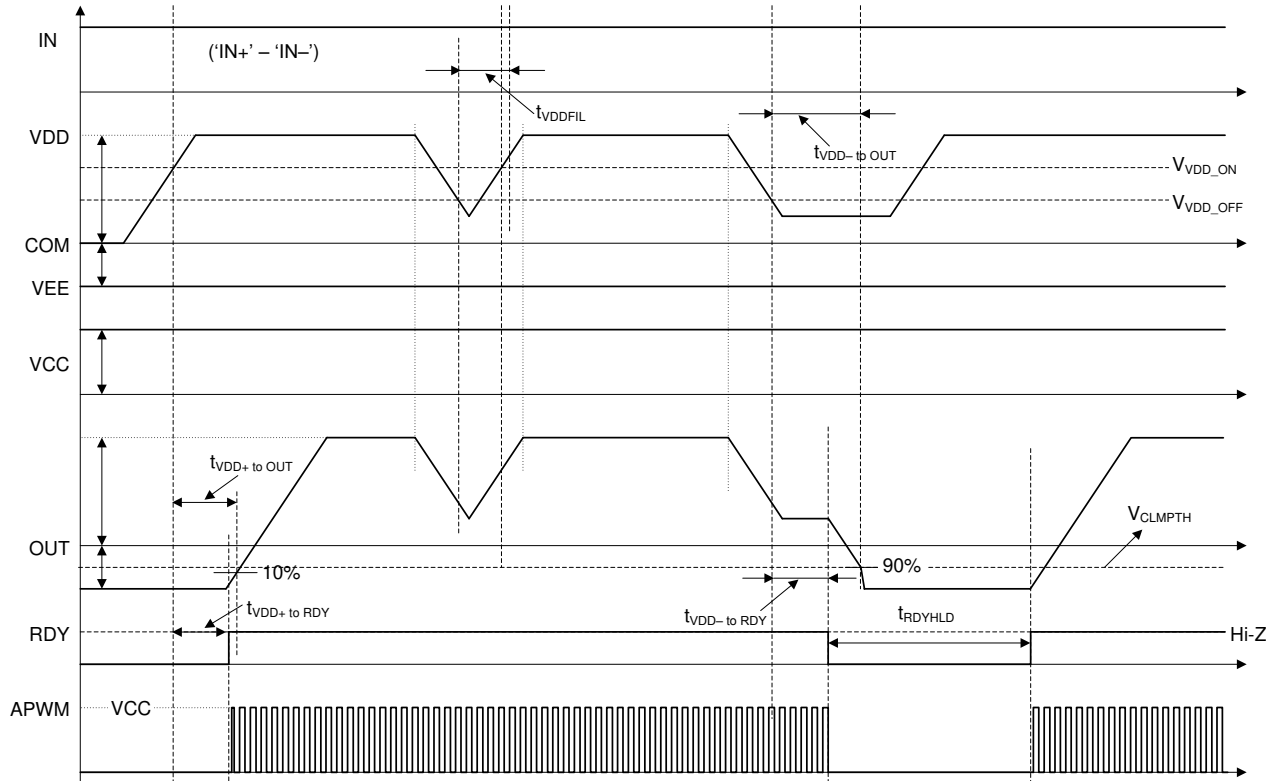 IN
(‘IN+’ – ‘IN–’)
tVDDFIL
VDD
tVDD– to OUT
VVDD_ON
VVDD_OFF
COM
VEE
VCC
tVDD+ to OUT
VCLMPTH
OUT
10%
90%
tVDD+ to RDY
tVDD– to RDY
tRDYHLD
RDY
Hi-Z
APWM
VCC